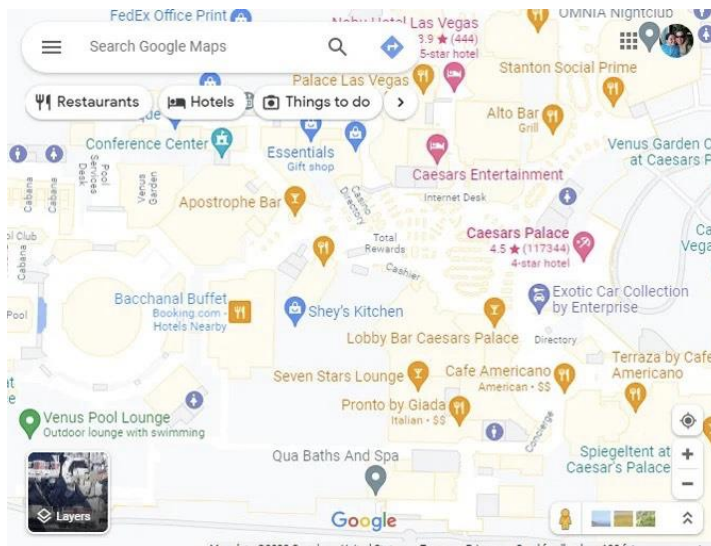 FedEx Office Print
Nobu Hotel Las Vegas
3.9 ★ (444)
5-star hotel
OMNIA Nightclub
Search Google Maps
Palace Las Vegas
Stanton Social Prime
Restaurants
Hotels
Things to do
Alto Bar
Grill
Conference Center
Essentials
Gift shop
Venus Garden C
at Caesars P
Caesars Entertainment
Pool
Services
Desk
Cabana
Cabana
Cabana
Venus
Garden
Casino
Directory
Internet Desk
Apostrophe Bar
Total
Rewards
Cashier
Caesars Palace
4.5 ★ (117344)
4-star hotel
Ca
Vega
ol Club
Bacchanal Buffet
Booking.com -
Hotels Nearby
Pool
Shey's Kitchen
Exotic Car Collection
by Enterprise
Lobby Bar Caesars Palace
Directory
Seven Stars Lounge
Cafe Americano
American · $$
Terraza by Cafe
Americano
at
e
Pronto by Giada
Italian · $$
Venus Pool Lounge
Outdoor lounge with swimming
Concierge
Qua Baths And Spa
Spiegeltent at
Caesar's Palace
Layers
Google